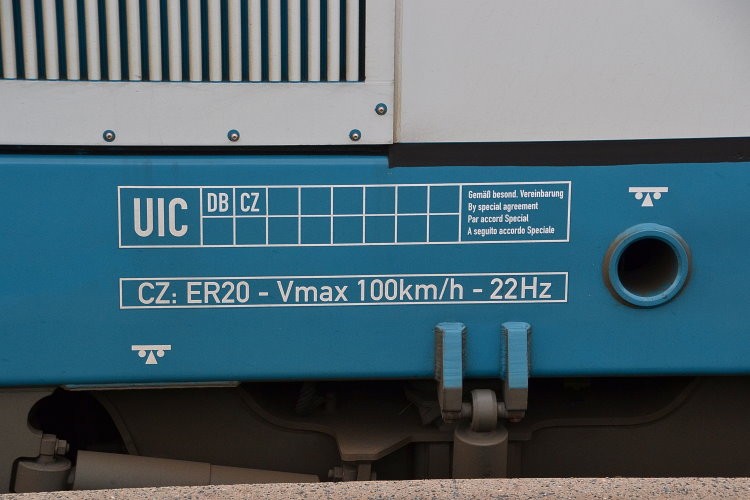 UIC DB CZ
Gemäß besond. Vereinbarung
By special agreement
Par accord Special
A seguito accordo Speciale
CZ: ER20 - Vmax 100km/h - 22Hz